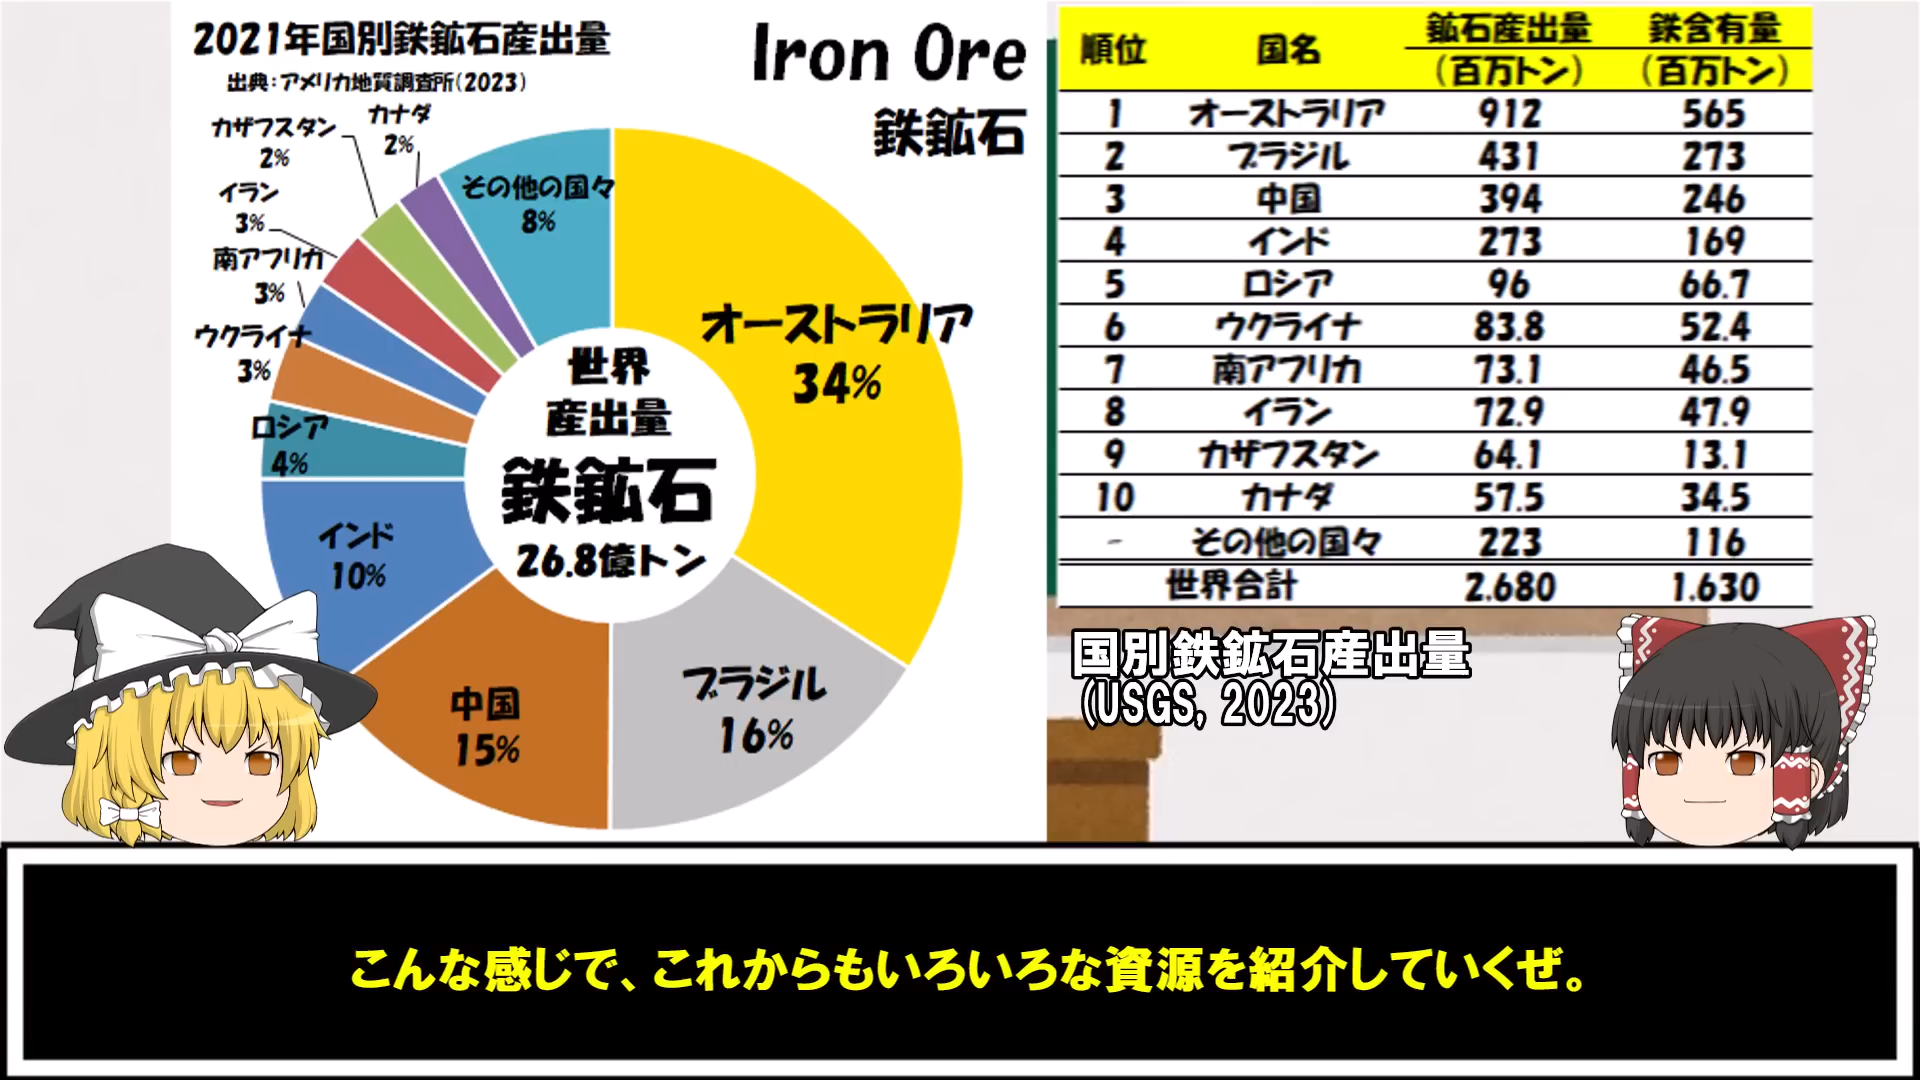 2021年国別鉄鉱石産出量
出典:アメリカ地質調査所(2023)
Iron Ore
鉄鉱石
カナダ
2%
カザフスタン
2%
イラン
3%
南アフリカ
3%
ウクライナ
3%
ロシア
4%
インド
10%
中国
15%
ブラジル
16%
オーストラリア
34%
その他の国々
8%
世界
産出量
鉄鉱石
26.8億トン
順位 国名 鉱石産出量 鉄含有量
(百万トン) (百万トン)
1 オーストラリア 912 565
2 ブラジル 431 273
3 中国 394 246
4 インド 273 169
5 ロシア 96 66.7
6 ウクライナ 83.8 52.4
7 南アフリカ 73.1 46.5
8 イラン 72.9 47.9
9 カザフスタン 64.1 13.1
10 カナダ 57.5 34.5
- その他の国々 223 116
世界合計 2.680 1.630
国別鉄鉱石産出量
(USGS, 2023)
こんな感じで、これからもいろいろな資源を紹介していくぜ。